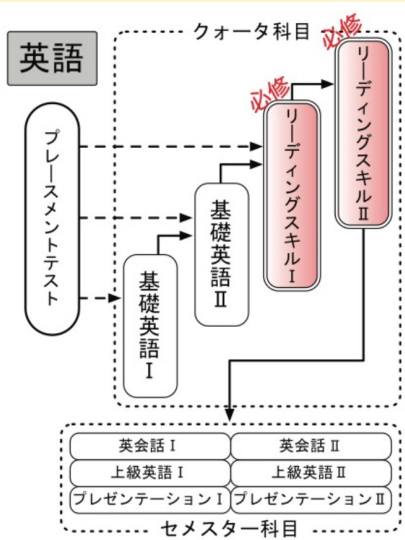 英語
クォータ科目
必修
必修
プレースメントテスト
基礎英語Ⅰ
基礎英語Ⅱ
リーディングスキルⅠ
リーディングスキルⅡ
英会話Ⅰ
英会話Ⅱ
上級英語Ⅰ
上級英語Ⅱ
プレゼンテーションⅠ
プレゼンテーションⅡ
セメスター科目